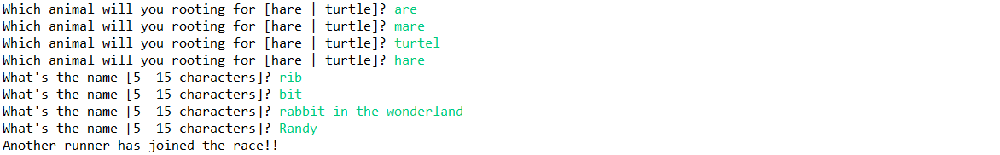 Which animal will you rooting for [hare | turtle]? are
Which animal will you rooting for [hare | turtle]? mare
Which animal will you rooting for [hare | turtle]? turtel
Which animal will you rooting for [hare | turtle]? hare
What's the name [5 -15 characters]? rib
What's the name [5 -15 characters]? bit
What's the name [5 -15 characters]? rabbit in the wonderland
What's the name [5 -15 characters]? Randy
Another runner has joined the race!!